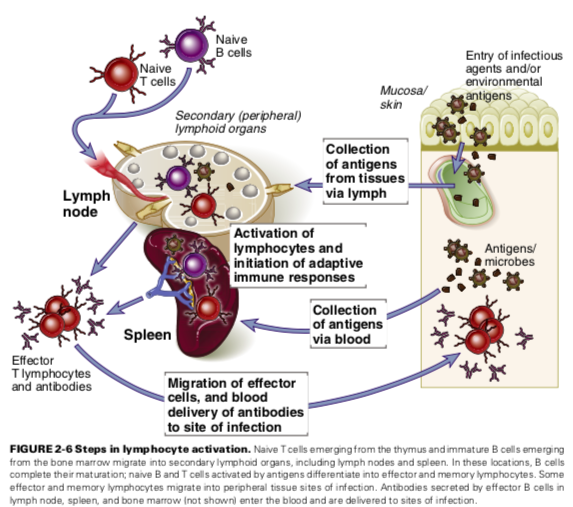 Naive
B cells
Naive
T cells
Entry of infectious
agents and/or
environmental
antigens
Mucosa/
skin
Secondary (peripheral)
lymphoid organs
Collection
of antigens
from tissues
via lymph
Lymph
node
Activation of
lymphocytes and
initiation of adaptive
immune responses
Antigens/
microbes
Collection
of antigens
via blood
Spleen
Effector
T lymphocytes
and antibodies
Migration of effector
cells, and blood
delivery of antibodies
to site of infection
FIGURE 2-6 Steps in lymphocyte activation. Naive T cells emerging from the thymus and immature B cells emerging
from the bone marrow migrate into secondary lymphoid organs, including lymph nodes and spleen. In these locations, B cells
complete their maturation; naive B and T cells activated by antigens differentiate into effector and memory lymphocytes. Some
effector and memory lymphocytes migrate into peripheral tissue sites of infection. Antibodies secreted by effector B cells in
lymph node, spleen, and bone marrow (not shown) enter the blood and are delivered to sites of infection.